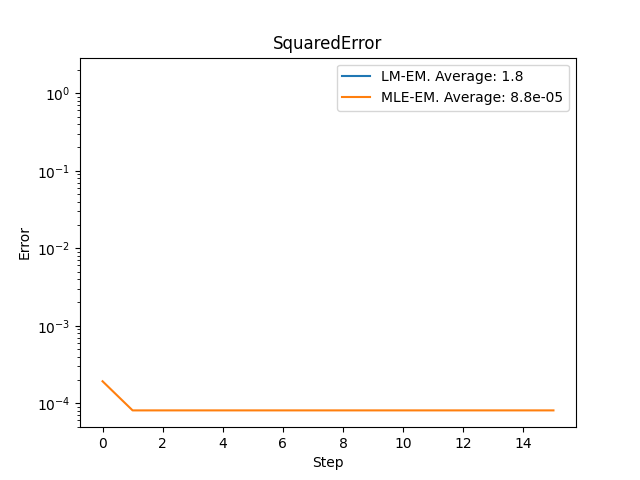 SquaredError
LM-EM. Average: 1.8
MLE-EM. Average: 8.8e-05
Error
10⁰
10⁻¹
10⁻²
10⁻³
10⁻⁴
0 2 4 6 8 10 12 14
Step